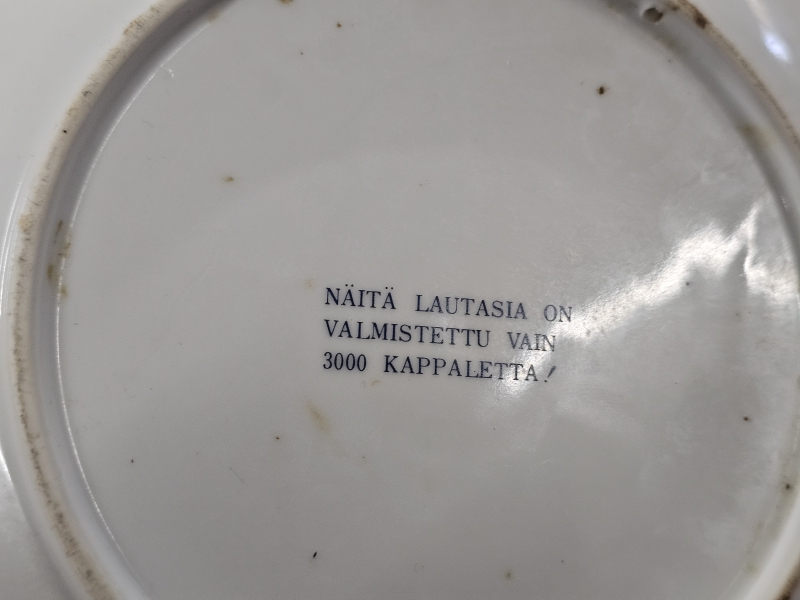 NÄITÄ LAUTASIA ON
VALMISTETTU VAIN
3000 KAPPALETTA!